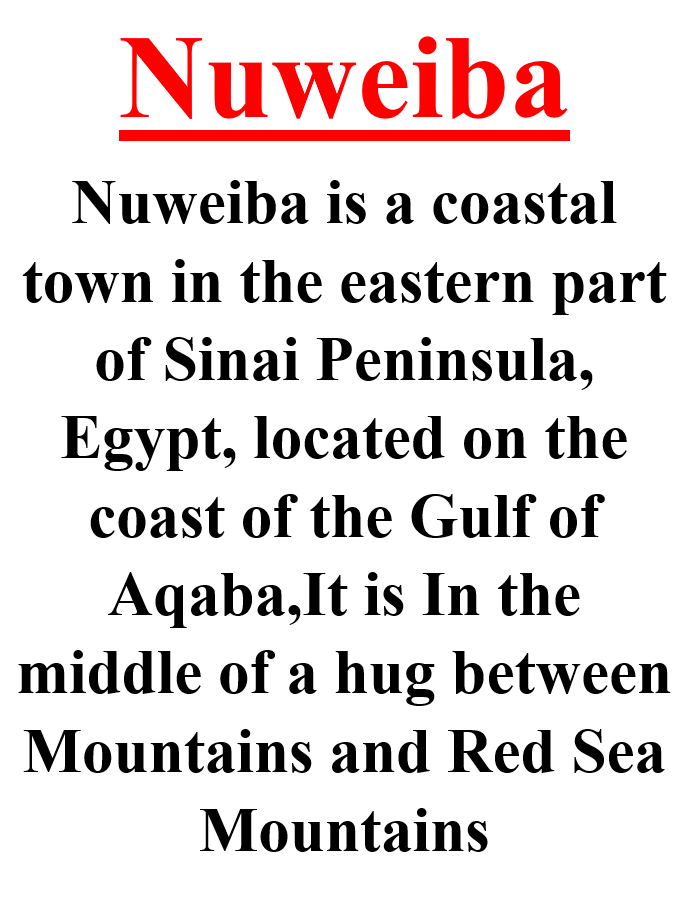 Nuweiba
Nuweiba is a coastal
town in the eastern part
of Sinai Peninsula,
Egypt, located on the
coast of the Gulf of
Aqaba,It is In the
middle of a hug between
Mountains and Red Sea
Mountains